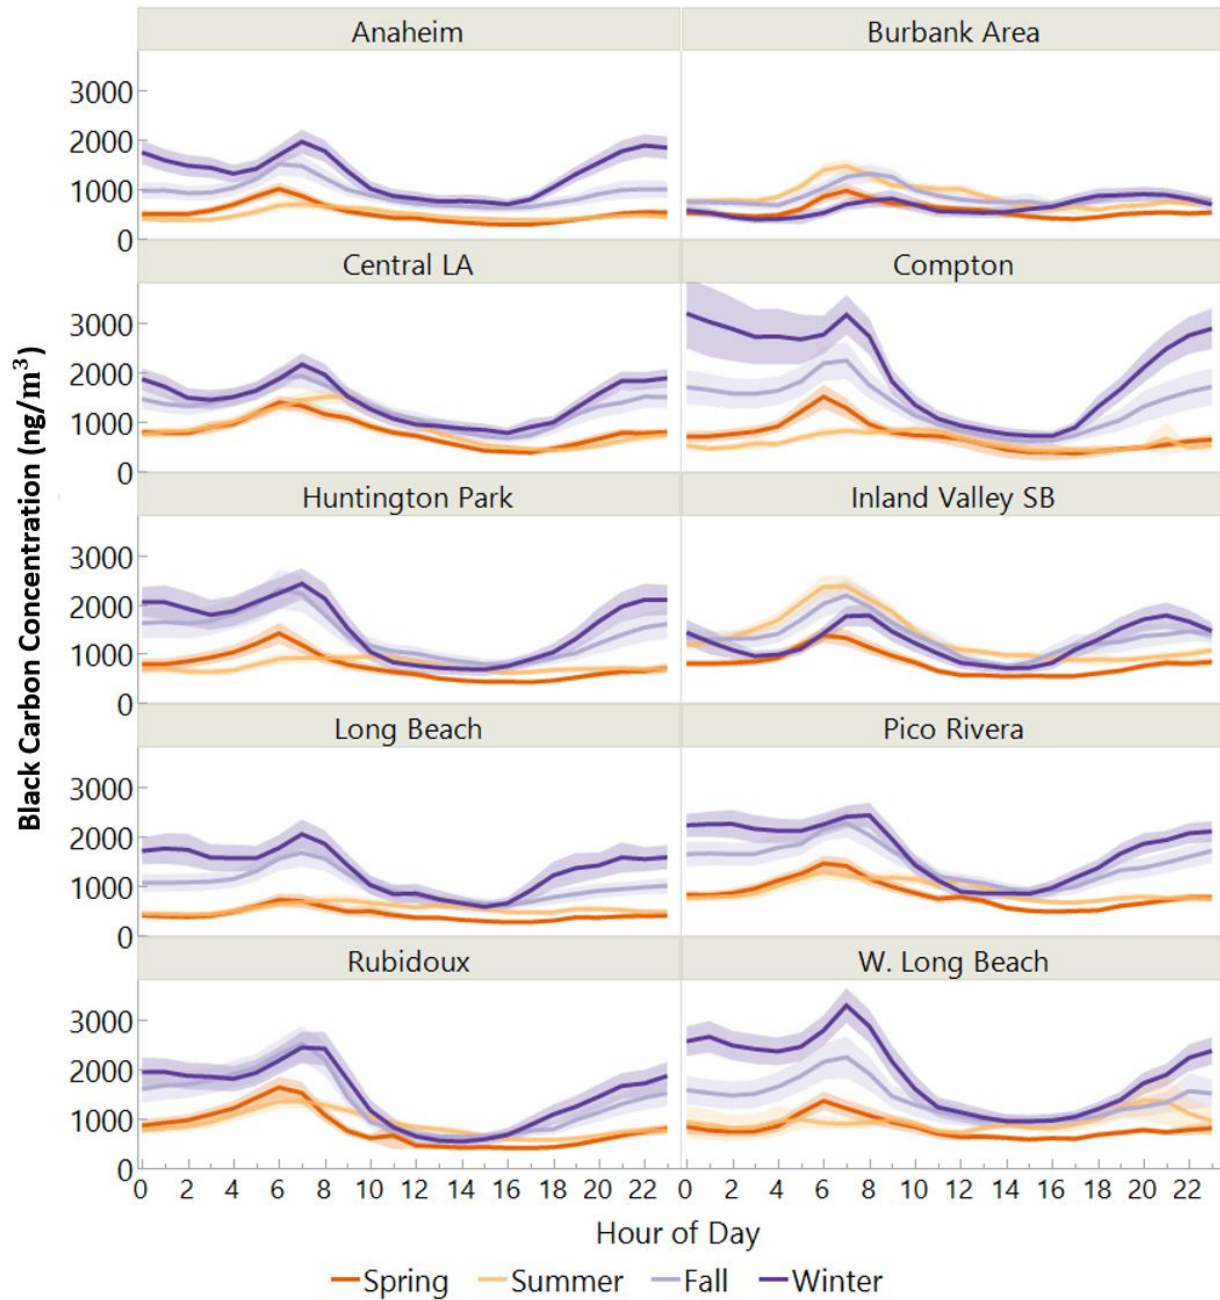 Anaheim
Burbank Area
3000
2000
1000
0
Central LA
Compton
3000
2000
1000
0
Black Carbon Concentration (ng/m³)
Huntington Park
Inland Valley SB
3000
2000
1000
0
Long Beach
Pico Rivera
3000
2000
1000
0
Rubidoux
W. Long Beach
3000
2000
1000
0
0 2 4 6 8 10 12 14 16 18 20 22 0 2 4 6 8 10 12 14 16 18 20 22
Hour of Day
Spring Summer Fall Winter